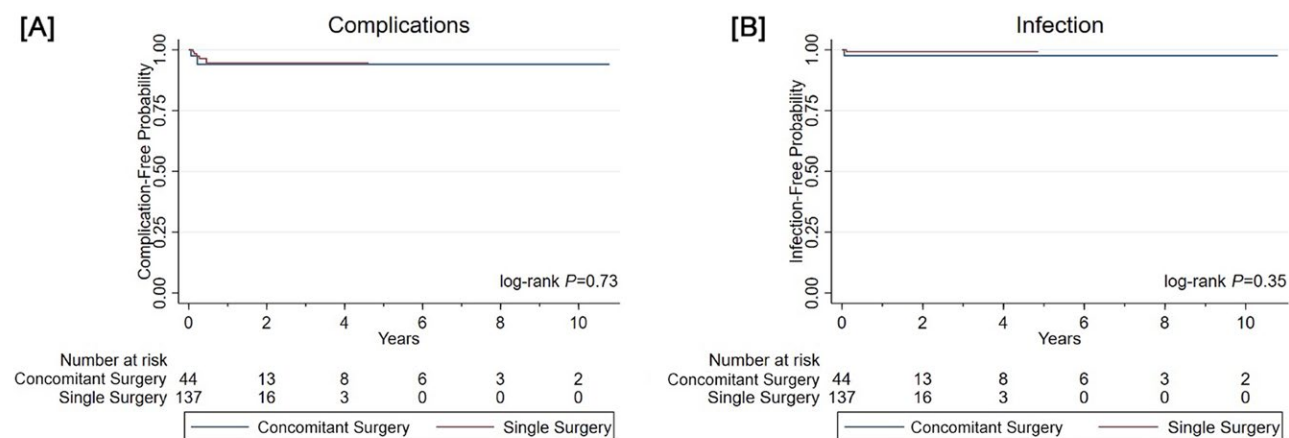 [A]
Complications
Complication-Free Probability
1.00
0.75
0.50
0.25
0.00
log-rank P=0.73
0 2 4 6 8 10
Years
Number at risk
Concomitant Surgery 44 13 8 6 3 2
Single Surgery 137 16 3 0 0 0
Concomitant Surgery Single Surgery
[B]
Infection
Infection-Free Probability
1.00
0.75
0.50
0.25
0.00
log-rank P=0.35
0 2 4 6 8 10
Years
Number at risk
Concomitant Surgery 44 13 8 6 3 2
Single Surgery 137 16 3 0 0 0
Concomitant Surgery Single Surgery